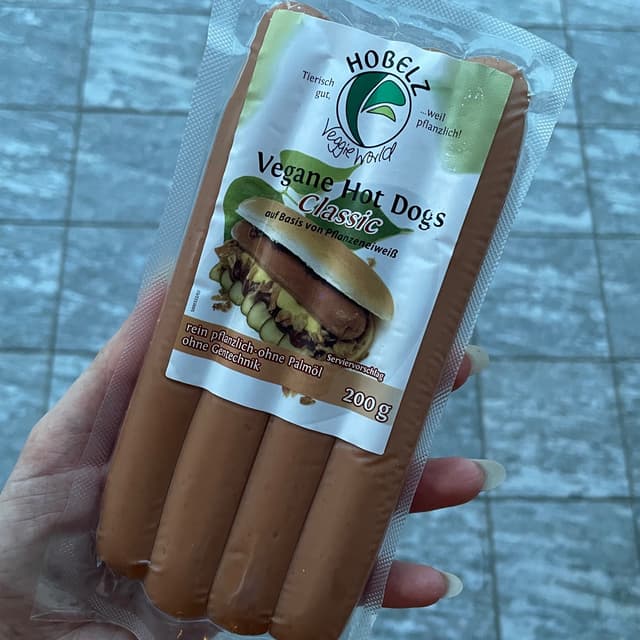 HOBELZ
Tierisch
gut,
...weil
pflanzlich!
Veggie World
Vegane Hot Dogs
Classic
auf Basis von Pflanzeneiweiß
Serviervorschlag
rein pflanzlich-ohne Palmöl
ohne Gentechnik
200 g